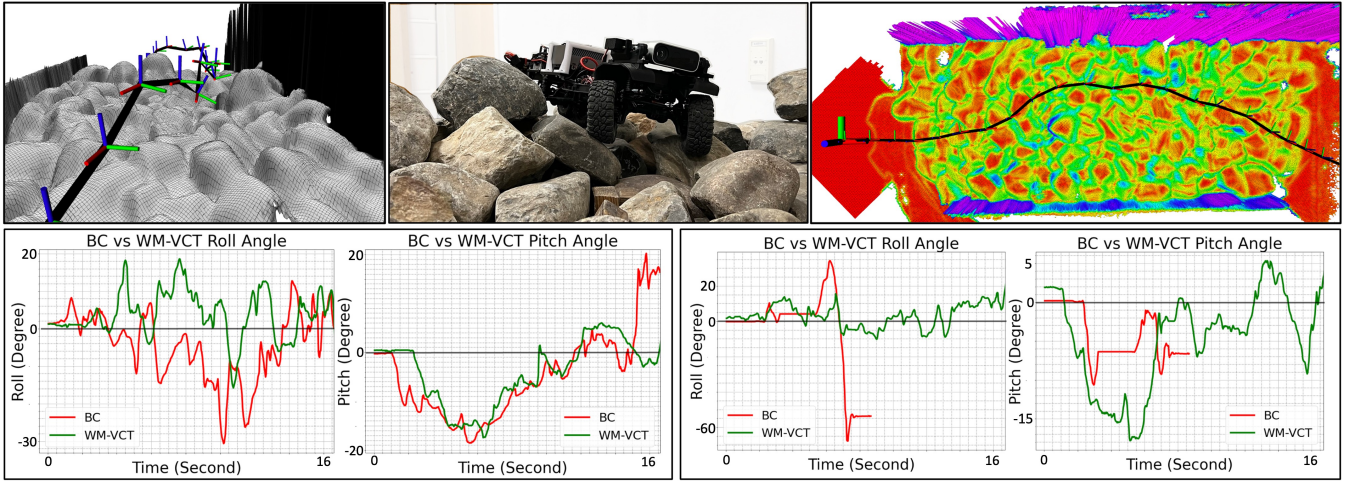 BC vs WM-VCT Roll Angle
20
0
-30
Roll (Degree)
BC
WM-VCT
0
16
Time (Second)
BC vs WM-VCT Pitch Angle
20
0
-20
Pitch (Degree)
BC
WM-VCT
0
16
Time (Second)
BC vs WM-VCT Roll Angle
20
0
-60
Roll (Degree)
BC
WM-VCT
0
16
Time (Second)
BC vs WM-VCT Pitch Angle
5
0
-15
Pitch (Degree)
BC
WM-VCT
0
16
Time (Second)